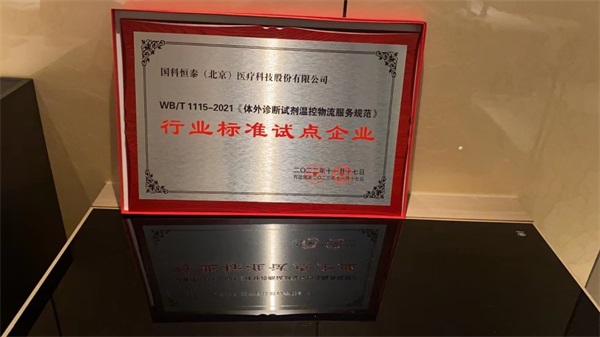 国科恒泰（北京）医疗科技股份有限公司
WB/T 1115-2021《体外诊断试剂温控物流服务规范》
行业标准试点企业